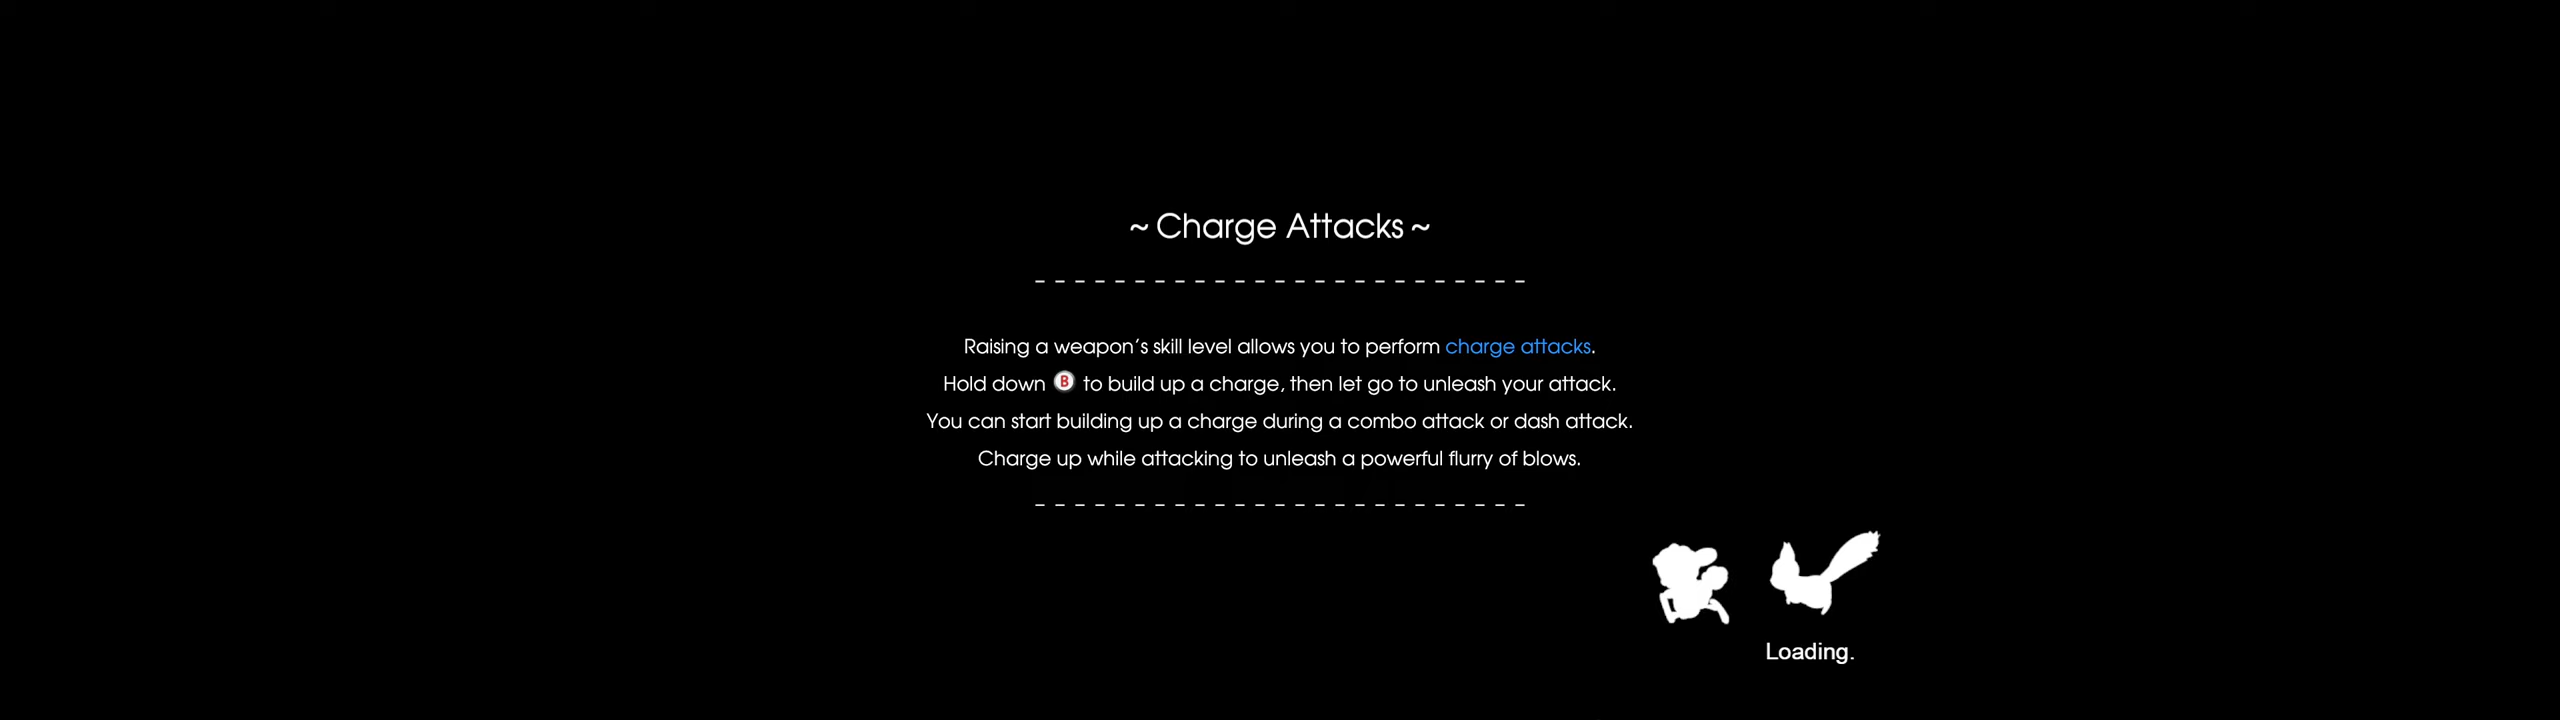 ~ Charge Attacks ~
- - - - - - - - - - - - - - - - - - - - - - - - -
Raising a weapon's skill level allows you to perform charge attacks.
Hold down B to build up a charge, then let go to unleash your attack.
You can start building up a charge during a combo attack or dash attack.
Charge up while attacking to unleash a powerful flurry of blows.
- - - - - - - - - - - - - - - - - - - - - - - - -
Loading.